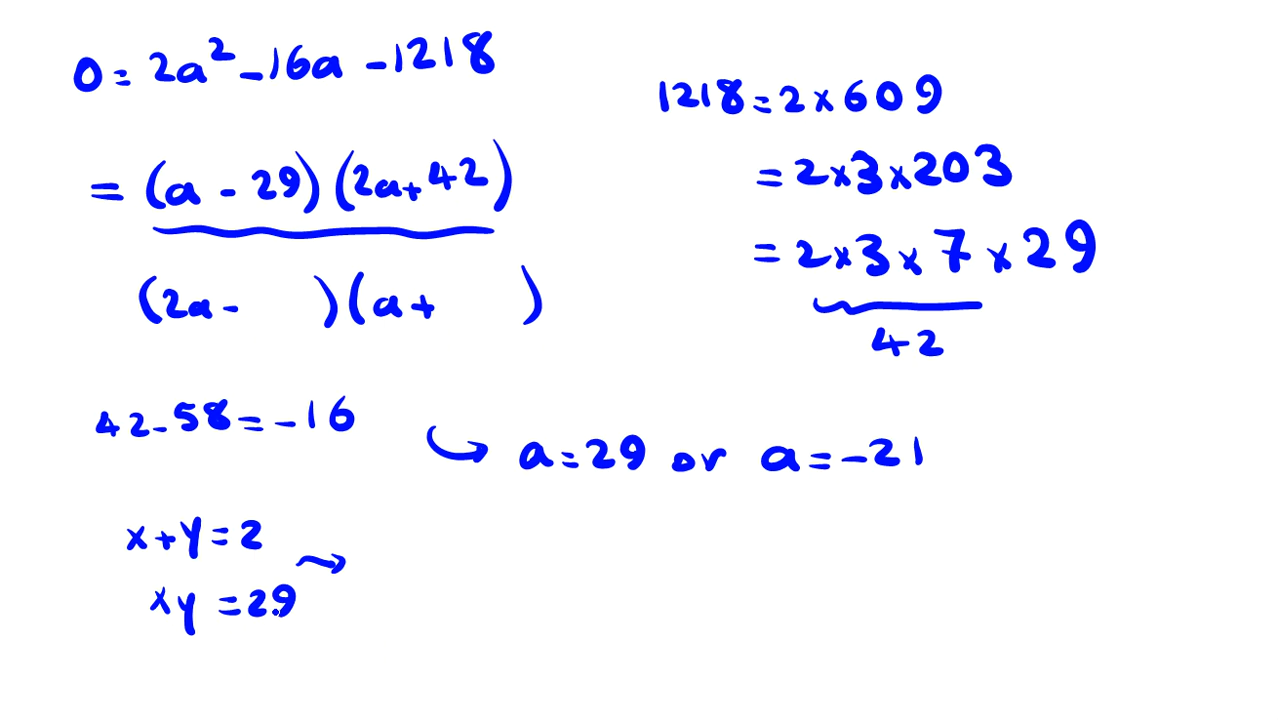 0 = 2a² - 16a - 1218
= (a - 29)(2a + 42)
(2a -    )(a +    )
42 - 58 = -16
x + y = 2
xy = 29
1218 = 2 × 609
= 2 × 3 × 203
= 2 × 3 × 7 × 29
42
a = 29 or a = -21